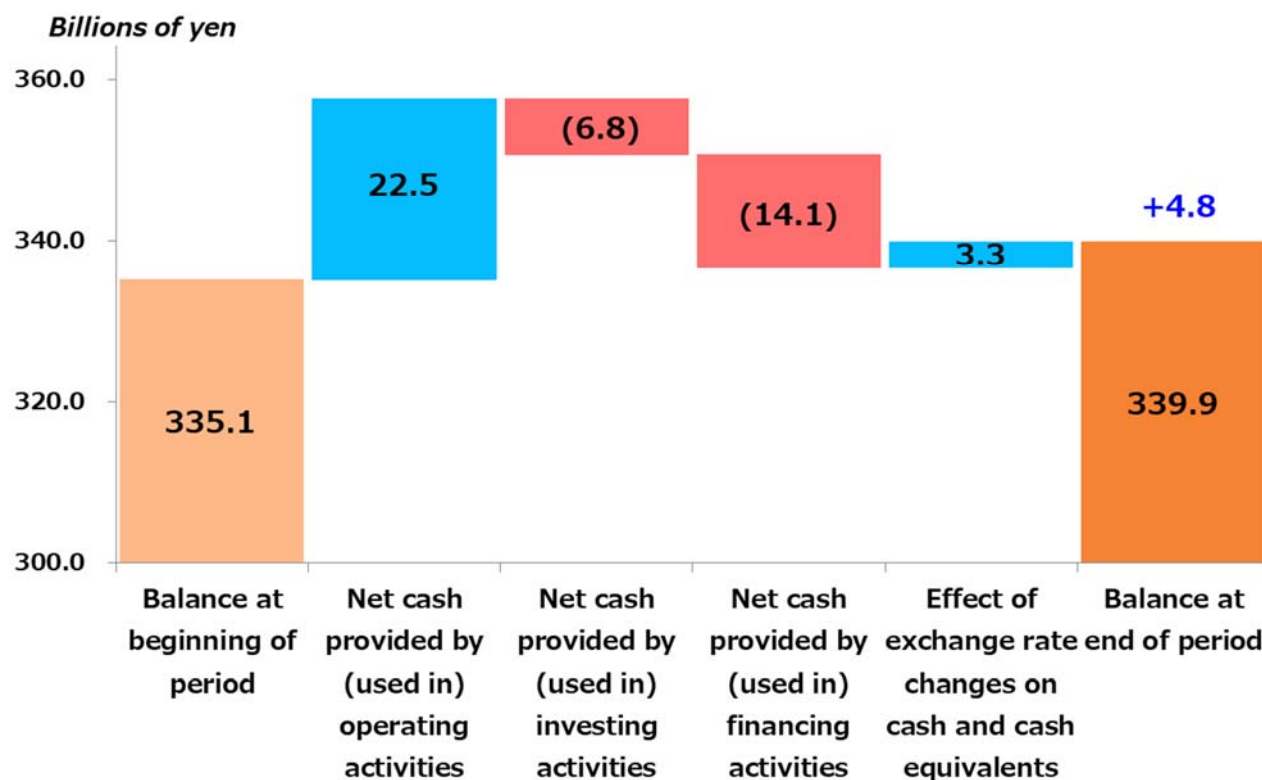 Billions of yen
360.0
340.0
320.0
300.0
335.1
22.5
(6.8)
(14.1)
3.3
+4.8
339.9
Balance at
beginning of
period
Net cash
provided by
(used in)
operating
activities
Net cash
provided by
(used in)
investing
activities
Net cash
provided by
(used in)
financing
activities
Effect of
exchange rate
changes on
cash and cash
equivalents
Balance at
end of period